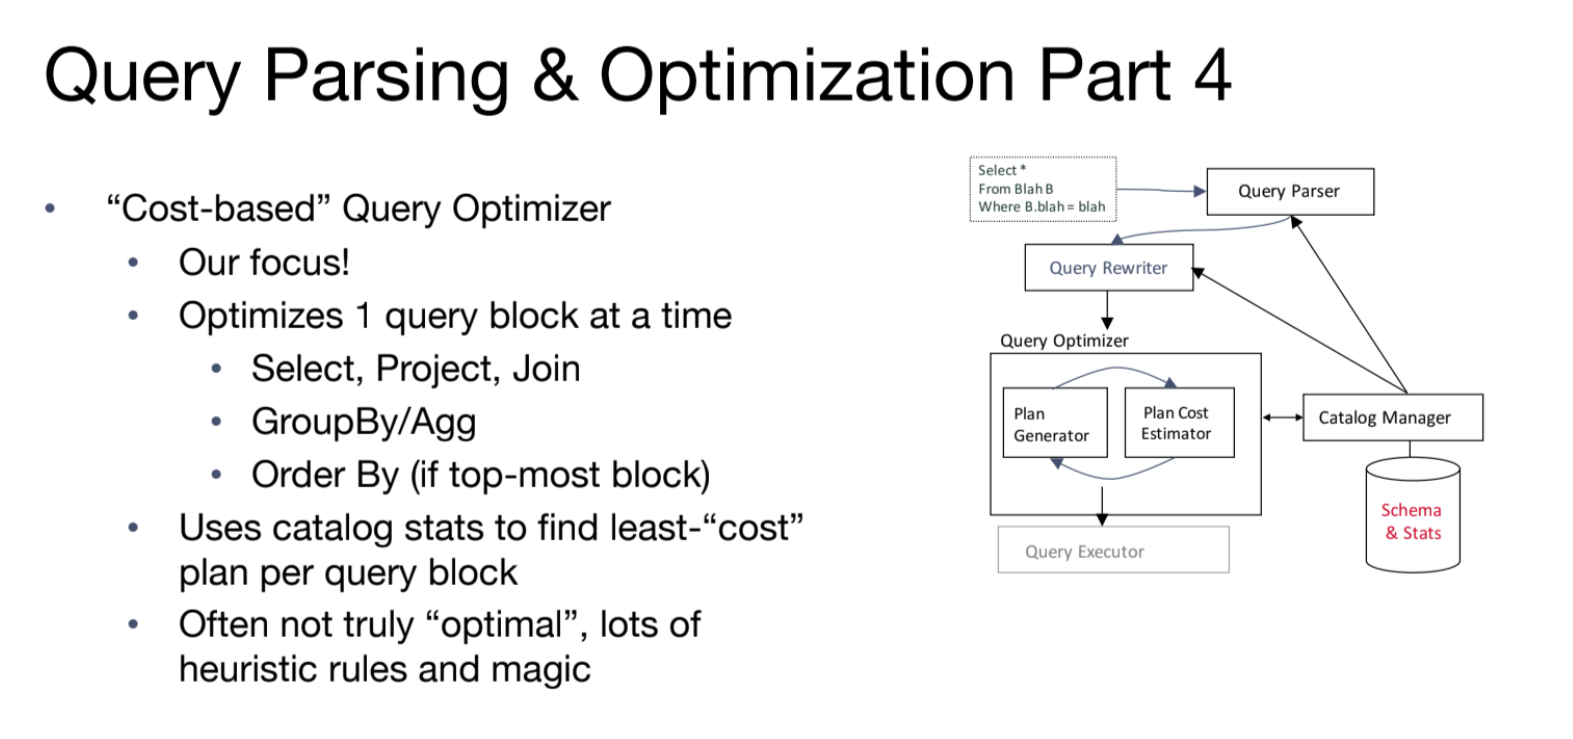 Query Parsing & Optimization Part 4
• “Cost-based” Query Optimizer
• Our focus!
• Optimizes 1 query block at a time
• Select, Project, Join
• GroupBy/Agg
• Order By (if top-most block)
• Uses catalog stats to find least-“cost”
plan per query block
• Often not truly “optimal”, lots of
heuristic rules and magic
Select *
From Blah B
Where B.blah = blah
Query Parser
Query Rewriter
Query Optimizer
Plan
Generator
Plan Cost
Estimator
Catalog Manager
Schema
& Stats
Query Executor